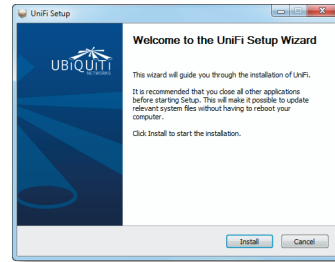 UniFi Setup
Welcome to the UniFi Setup Wizard
UBiQUiTi
NETWORKS
This wizard will guide you through the installation of UniFi.
It is recommended that you close all other applications
before starting Setup. This will make it possible to update
relevant system files without having to reboot your
computer.
Click Install to start the installation.
Install
Cancel